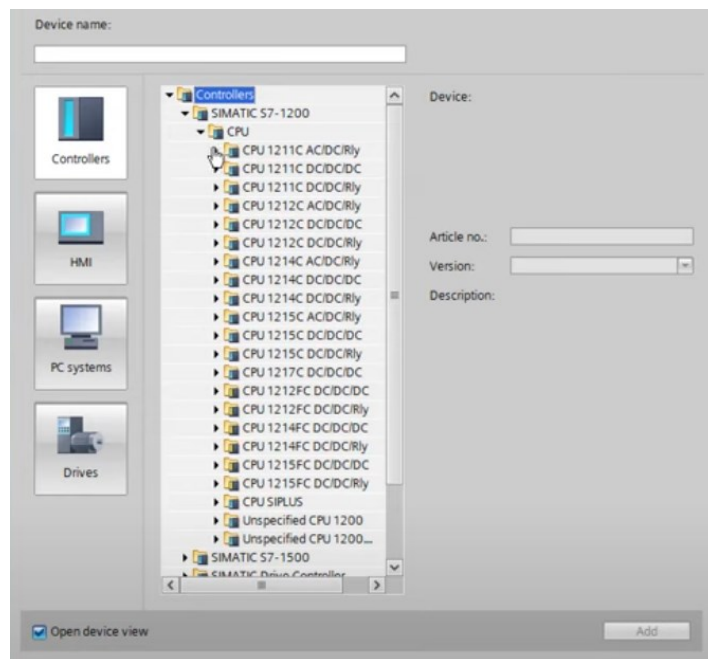 Device name:
Controllers
HMI
PC systems
Drives
Controllers
SIMATIC S7-1200
CPU
CPU 1211C AC/DC/Rly
CPU 1211C DC/DC/DC
CPU 1211C DC/DC/Rly
CPU 1212C AC/DC/Rly
CPU 1212C DC/DC/DC
CPU 1212C DC/DC/Rly
CPU 1214C AC/DC/Rly
CPU 1214C DC/DC/DC
CPU 1214C DC/DC/Rly
CPU 1215C AC/DC/Rly
CPU 1215C DC/DC/DC
CPU 1215C DC/DC/Rly
CPU 1217C DC/DC/DC
CPU 1212FC DC/DC/DC
CPU 1212FC DC/DC/Rly
CPU 1214FC DC/DC/DC
CPU 1214FC DC/DC/Rly
CPU 1215FC DC/DC/DC
CPU 1215FC DC/DC/Rly
CPU SIPLUS
Unspecified CPU 1200
Unspecified CPU 1200...
SIMATIC S7-1500
SIMATIC Drive Controller
Device:
Article no.:
Version:
Description:
Open device view
Add